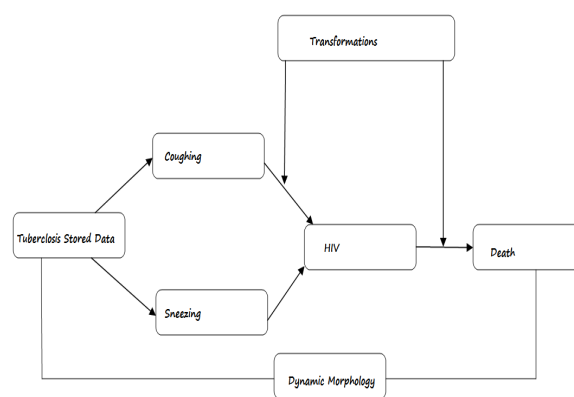 Transformations
Coughing
Tuberclosis Stored Data
HIV
Death
Sneezing
Dynamic Morphology